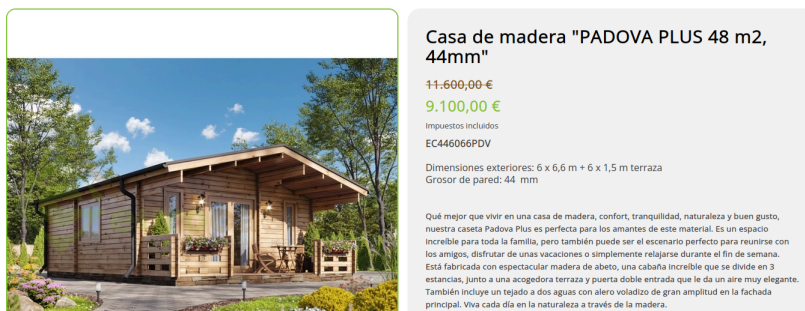 Casa de madera "PADOVA PLUS 48 m2,
44mm"
11.600,00 €
9.100,00 €
Impuestos incluidos
EC446066PDV
Dimensiones exteriores: 6 x 6,6 m + 6 x 1,5 m terraza
Grosor de pared: 44 mm
Qué mejor que vivir en una casa de madera, confort, tranquilidad, naturaleza y buen gusto,
nuestra caseta Padova Plus es perfecta para los amantes de este material. Es un espacio
increíble para toda la familia, pero también puede ser el escenario perfecto para reunirse con
los amigos, disfrutar de unas vacaciones o simplemente relajarse durante el fin de semana.
Está fabricada con espectacular madera de abeto, una cabaña increíble que se divide en 3
estancias, junto a una acogedora terraza y puerta doble entrada que le da un aire muy elegante.
También incluye un tejado a dos aguas con alero voladizo de gran amplitud en la fachada
principal. Viva cada día en la naturaleza a través de la madera.